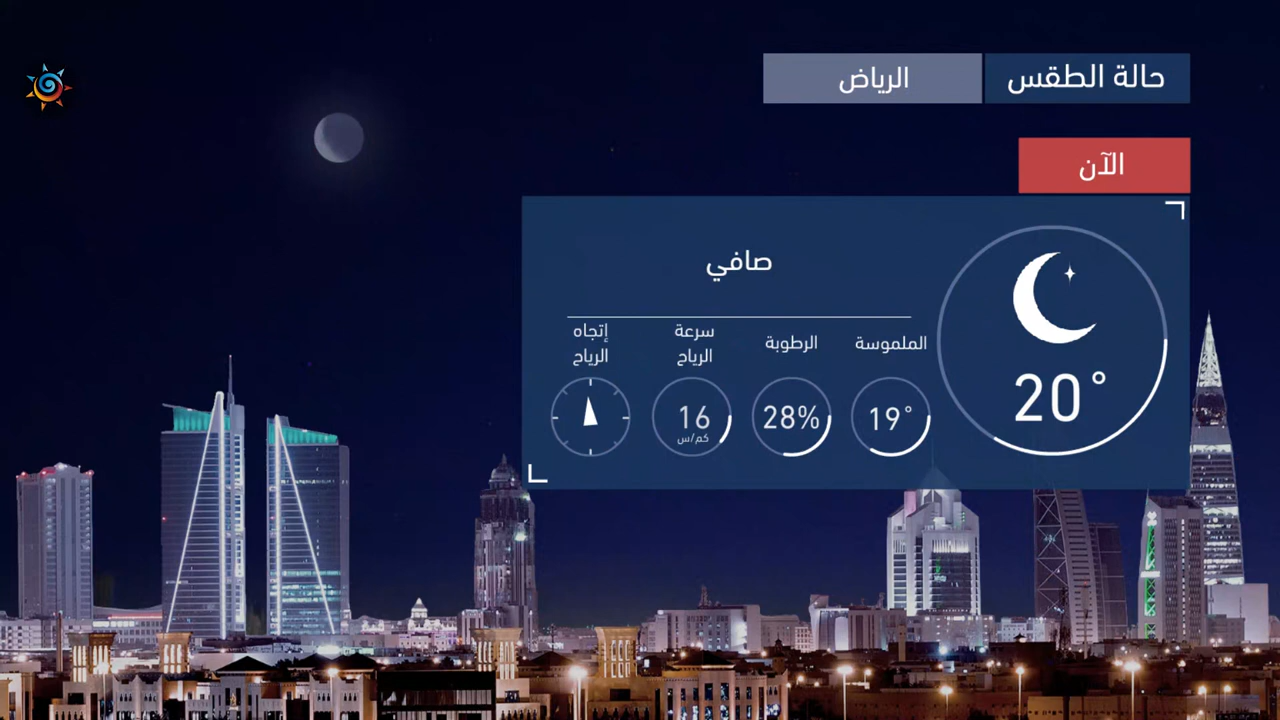 حالة الطقس
الرياض
الآن
صافي
20°
الملموسة
19°
الرطوبة
28%
سرعة
الرياح
16
كم/س
إتجاه
الرياح